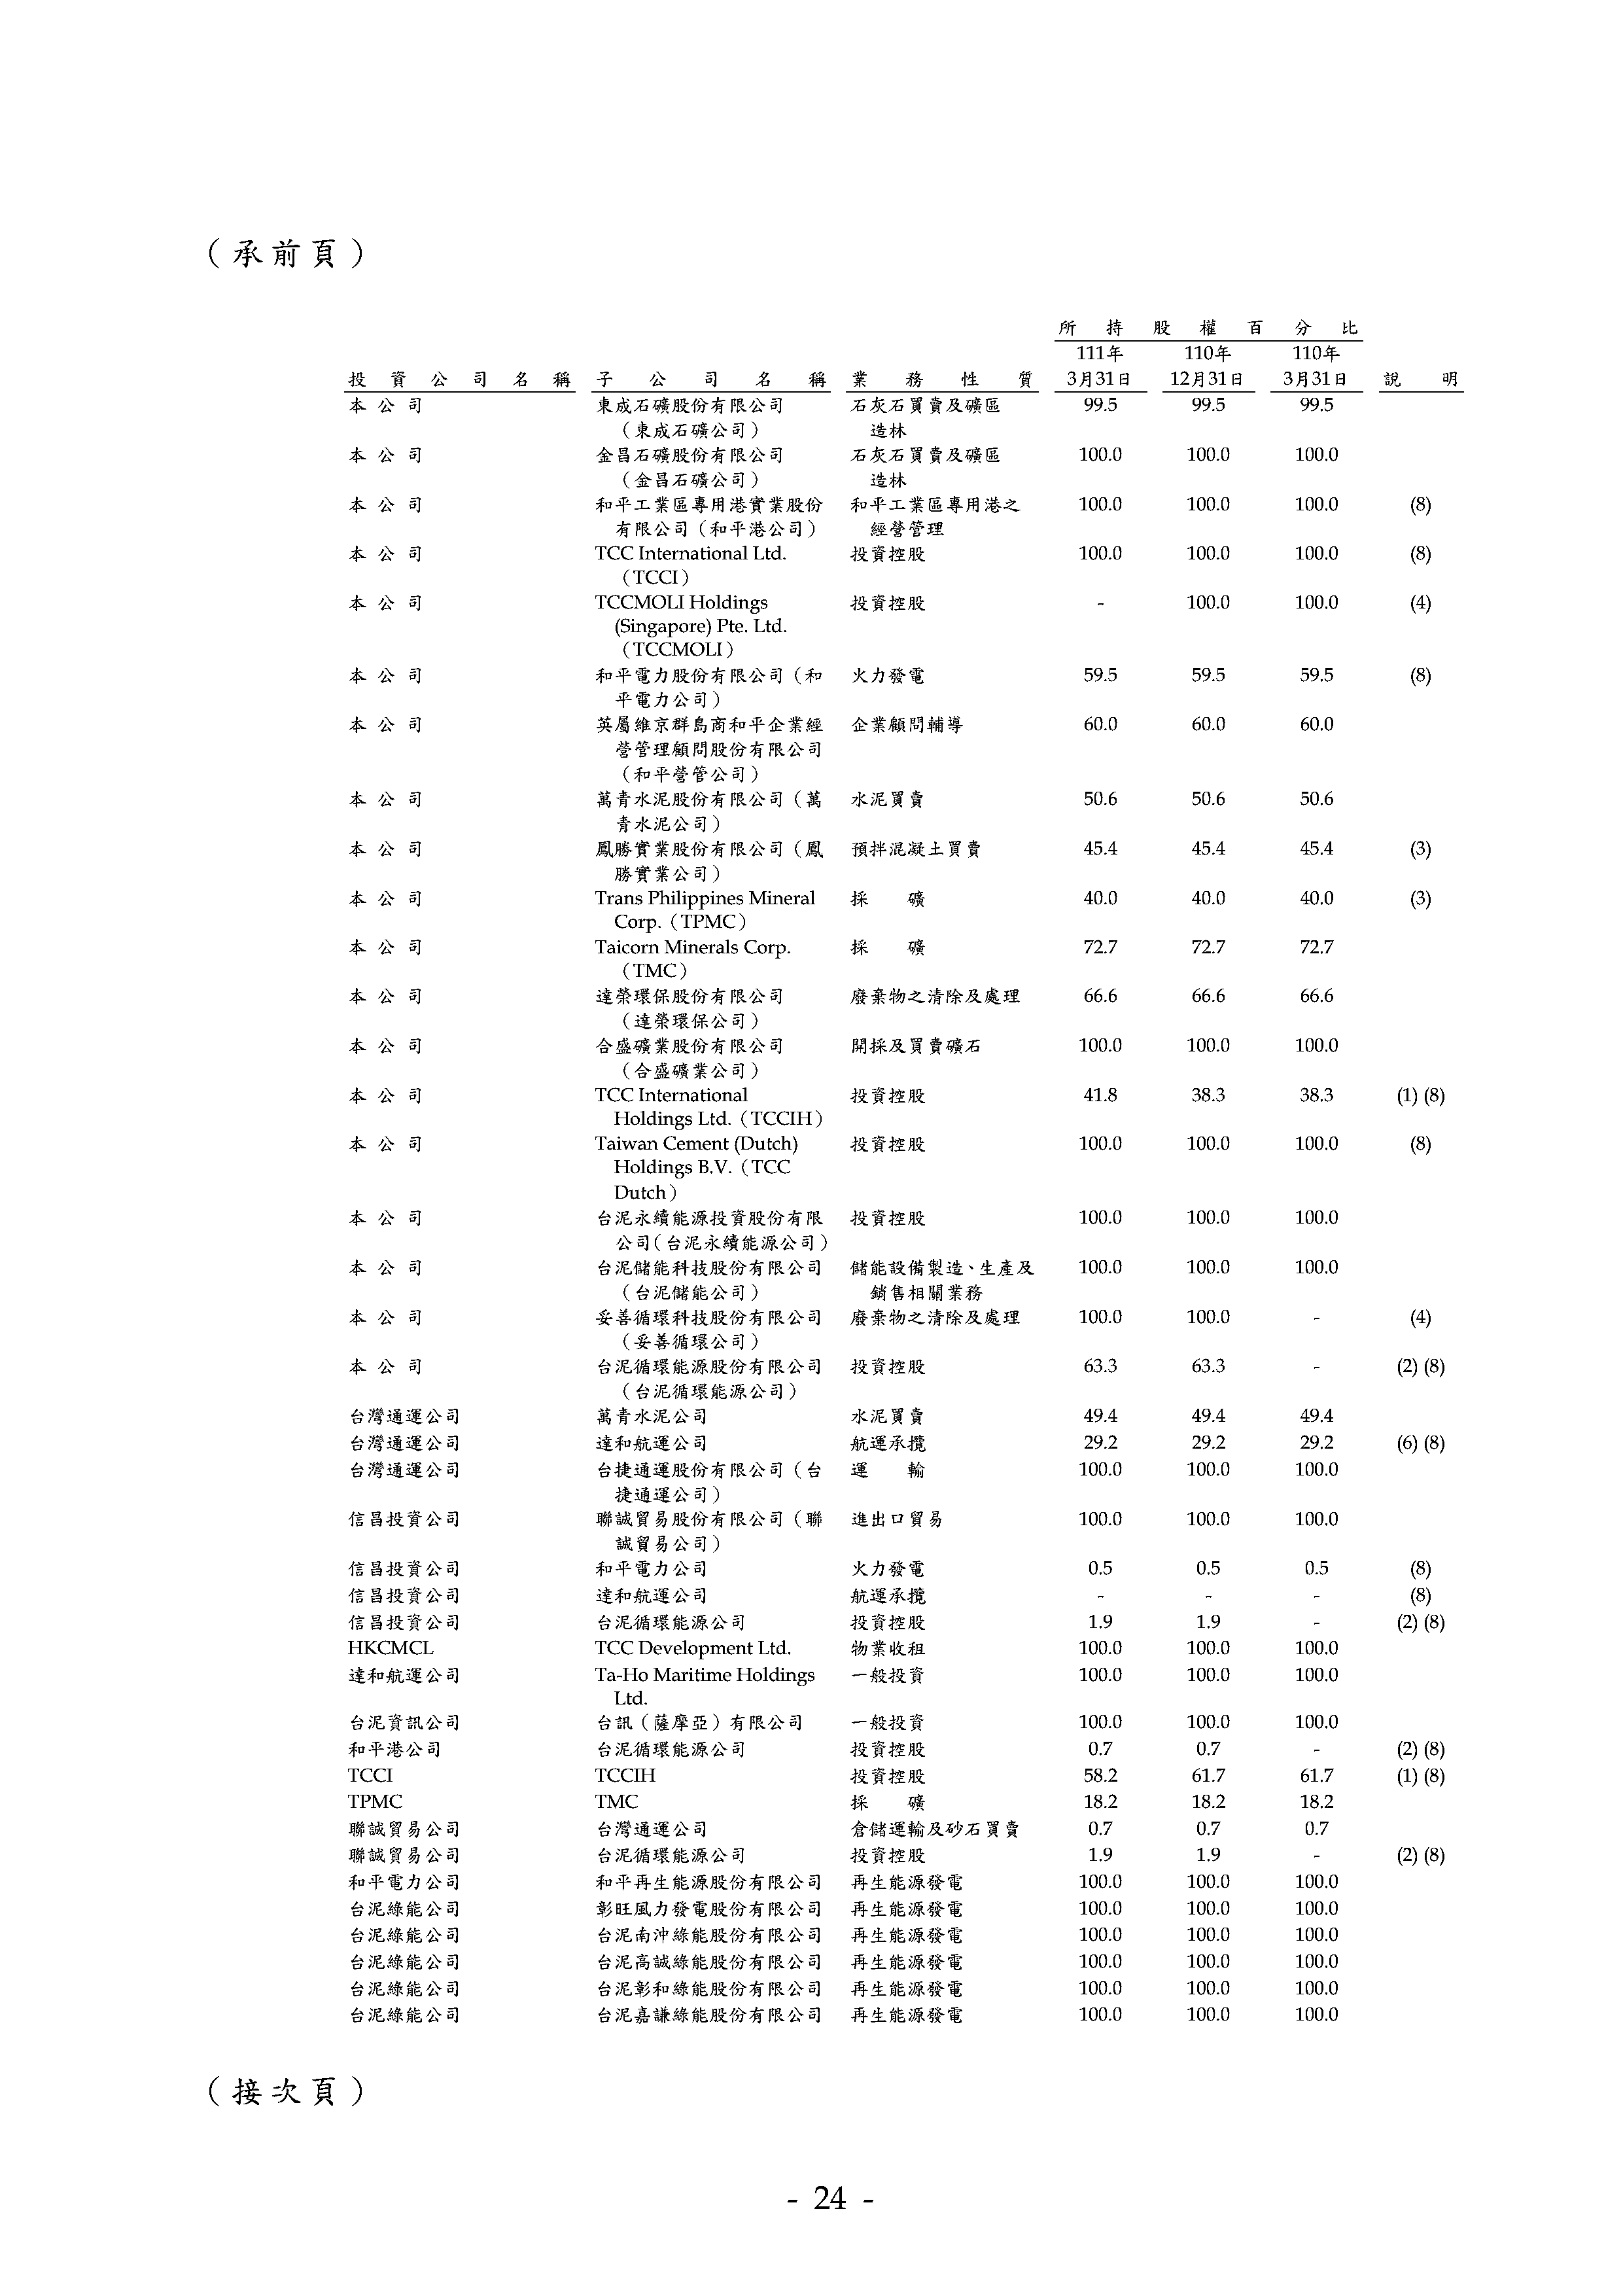 （承前頁）
所持股權百分比
111年 110年 110年
投資公司名稱 子公司名稱 業務性質 3月31日 12月31日 3月31日 說明
本公司 東成石礦股份有限公司 石灰石買賣及礦區 99.5 99.5 99.5
（東成石礦公司） 造林
本公司 金昌石礦股份有限公司 石灰石買賣及礦區 100.0 100.0 100.0
（金昌石礦公司） 造林
本公司 和平工業區專用港實業股份 和平工業區專用港之 100.0 100.0 100.0 (8)
有限公司（和平港公司） 經營管理
本公司 TCC International Ltd. 投資控股 100.0 100.0 100.0 (8)
（TCCI）
本公司 TCCMOLI Holdings 投資控股 - 100.0 100.0 (4)
(Singapore) Pte. Ltd.
（TCCMOLI）
本公司 和平電力股份有限公司（和 火力發電 59.5 59.5 59.5 (8)
平電力公司）
本公司 英屬維京群島商和平企業經 企業顧問輔導 60.0 60.0 60.0
營管理顧問股份有限公司
（和平營管公司）
本公司 萬青水泥股份有限公司（萬 水泥買賣 50.6 50.6 50.6
青水泥公司）
本公司 鳳勝實業股份有限公司（鳳 預拌混凝土買賣 45.4 45.4 45.4 (3)
勝實業公司）
本公司 Trans Philippines Mineral 採礦 40.0 40.0 40.0 (3)
Corp.（TPMC）
本公司 Taicorn Minerals Corp. 採礦 72.7 72.7 72.7
（TMC）
本公司 達榮環保股份有限公司 廢棄物之清除及處理 66.6 66.6 66.6
（達榮環保公司）
本公司 合盛礦業股份有限公司 開採及買賣礦石 100.0 100.0 100.0
（合盛礦業公司）
本公司 TCC International 投資控股 41.8 38.3 38.3 (1) (8)
Holdings Ltd.（TCCIH）
本公司 Taiwan Cement (Dutch) 投資控股 100.0 100.0 100.0 (8)
Holdings B.V.（TCC
Dutch）
本公司 台泥永續能源投資股份有限 投資控股 100.0 100.0 100.0
公司（台泥永續能源公司）
本公司 台泥儲能科技股份有限公司 儲能設備製造、生產及 100.0 100.0 100.0
（台泥儲能公司） 銷售相關業務
本公司 妥善循環科技股份有限公司 廢棄物之清除及處理 100.0 100.0 - (4)
（妥善循環公司）
本公司 台泥循環能源股份有限公司 投資控股 63.3 63.3 - (2) (8)
（台泥循環能源公司）
台灣通運公司 萬青水泥公司 水泥買賣 49.4 49.4 49.4
台灣通運公司 達和航運公司 航運承攬 29.2 29.2 29.2 (6) (8)
台灣通運公司 台捷通運股份有限公司（台 運輸 100.0 100.0 100.0
捷通運公司）
信昌投資公司 聯誠貿易股份有限公司（聯 進出口貿易 100.0 100.0 100.0
誠貿易公司）
信昌投資公司 和平電力公司 火力發電 0.5 0.5 0.5 (8)
信昌投資公司 達和航運公司 航運承攬 - - - (8)
信昌投資公司 台泥循環能源公司 投資控股 1.9 1.9 - (2) (8)
HKCMCL TCC Development Ltd. 物業收租 100.0 100.0 100.0
達和航運公司 Ta-Ho Maritime Holdings 一般投資 100.0 100.0 100.0
Ltd.
台泥資訊公司 台訊（薩摩亞）有限公司 一般投資 100.0 100.0 100.0
和平港公司 台泥循環能源公司 投資控股 0.7 0.7 - (2) (8)
TCCI TCCIH 投資控股 58.2 61.7 61.7 (1) (8)
TPMC TMC 採礦 18.2 18.2 18.2
聯誠貿易公司 台灣通運公司 倉儲運輸及砂石買賣 0.7 0.7 0.7
聯誠貿易公司 台泥循環能源公司 投資控股 1.9 1.9 - (2) (8)
和平電力公司 和平再生能源股份有限公司 再生能源發電 100.0 100.0 100.0
台泥綠能公司 彰旺風力發電股份有限公司 再生能源發電 100.0 100.0 100.0
台泥綠能公司 台泥南沖綠能股份有限公司 再生能源發電 100.0 100.0 100.0
台泥綠能公司 台泥高誠綠能股份有限公司 再生能源發電 100.0 100.0 100.0
台泥綠能公司 台泥彰和綠能股份有限公司 再生能源發電 100.0 100.0 100.0
台泥綠能公司 台泥嘉謙綠能股份有限公司 再生能源發電 100.0 100.0 100.0
（接次頁）
- 24 -